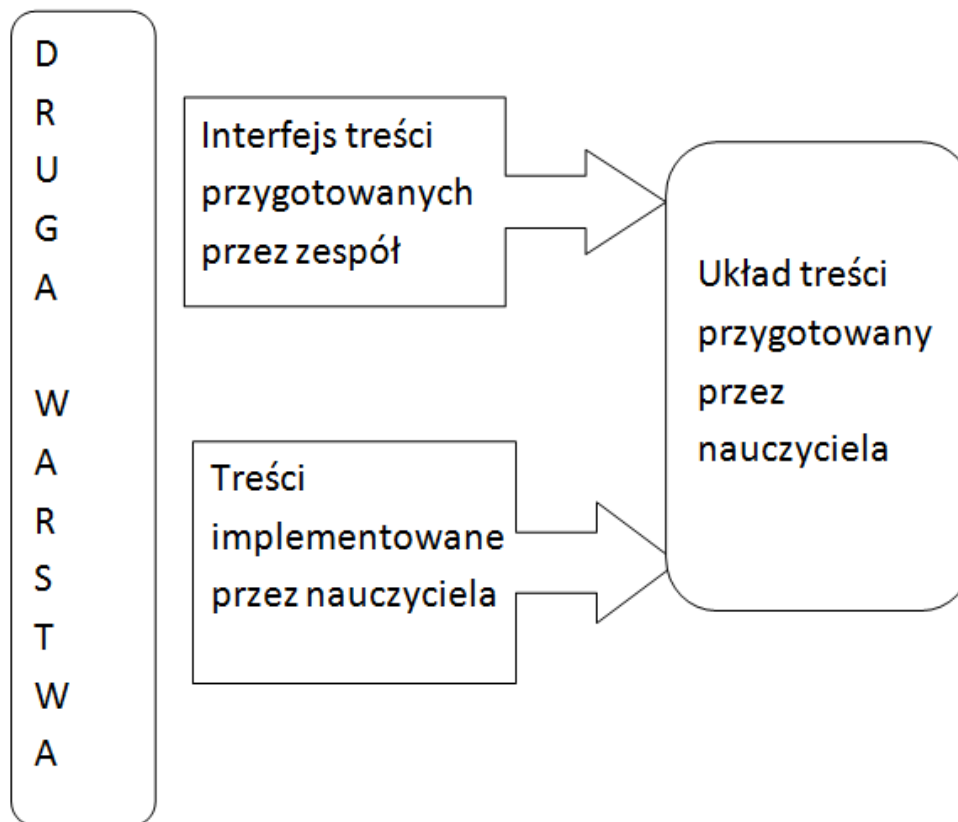 D
R
U
G
A
W
A
R
S
T
W
A
Interfejs treści
przygotowanych
przez zespół
Treści
implementowane
przez nauczyciela
Układ treści
przygotowany
przez
nauczyciela